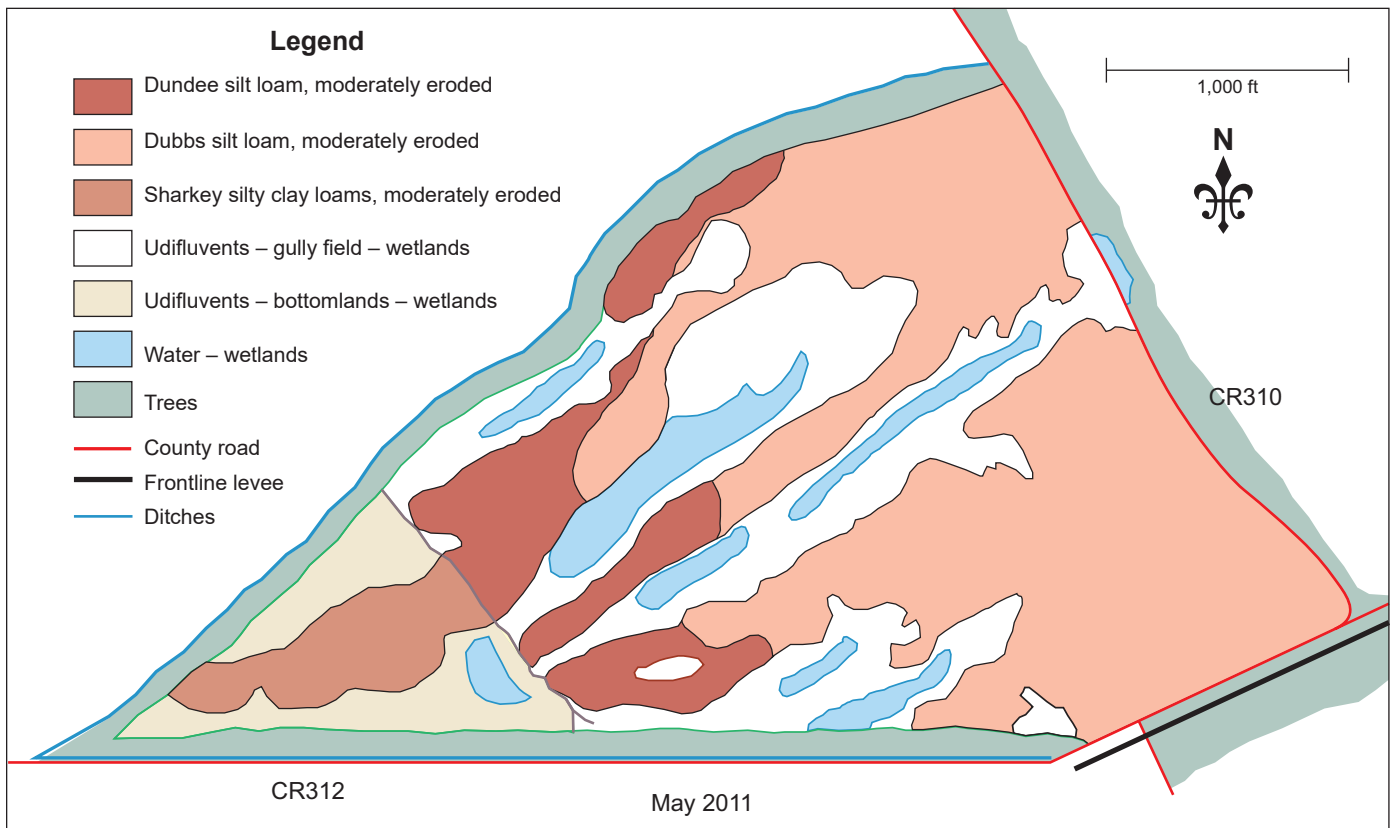 Legend
Dundee silt loam, moderately eroded
Dubbs silt loam, moderately eroded
Sharkey silty clay loams, moderately eroded
Udifluvents – gully field – wetlands
Udifluvents – bottomlands – wetlands
Water – wetlands
Trees
County road
Frontline levee
Ditches
1,000 ft
N
CR310
CR312
May 2011